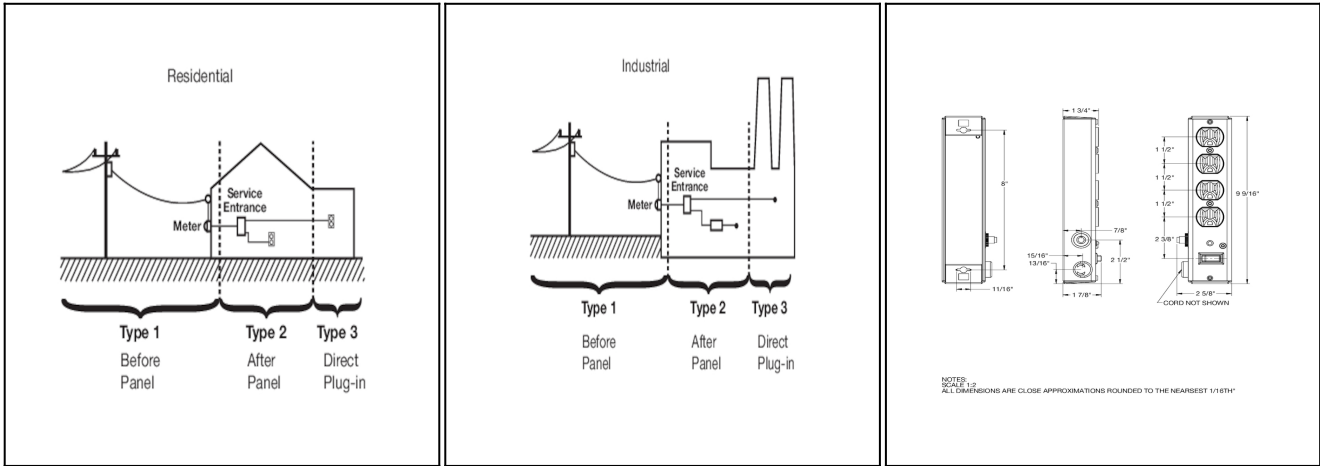 Residential
Service
Entrance
Meter
Type 1
Before
Panel
Type 2
After
Panel
Type 3
Direct
Plug-in
Industrial
Service
Entrance
Meter
Type 1
Before
Panel
Type 2
After
Panel
Type 3
Direct
Plug-in
8"
11/16"
1 3/4"
7/8"
15/16"
13/16"
2 1/2"
1 7/8"
1 1/2"
1 1/2"
1 1/2"
2 3/8"
9 9/16"
2 5/8"
CORD NOT SHOWN
NOTES:
SCALE 1:2
ALL DIMENSIONS ARE CLOSE APPROXIMATIONS ROUNDED TO THE NEARSEST 1/16TH"